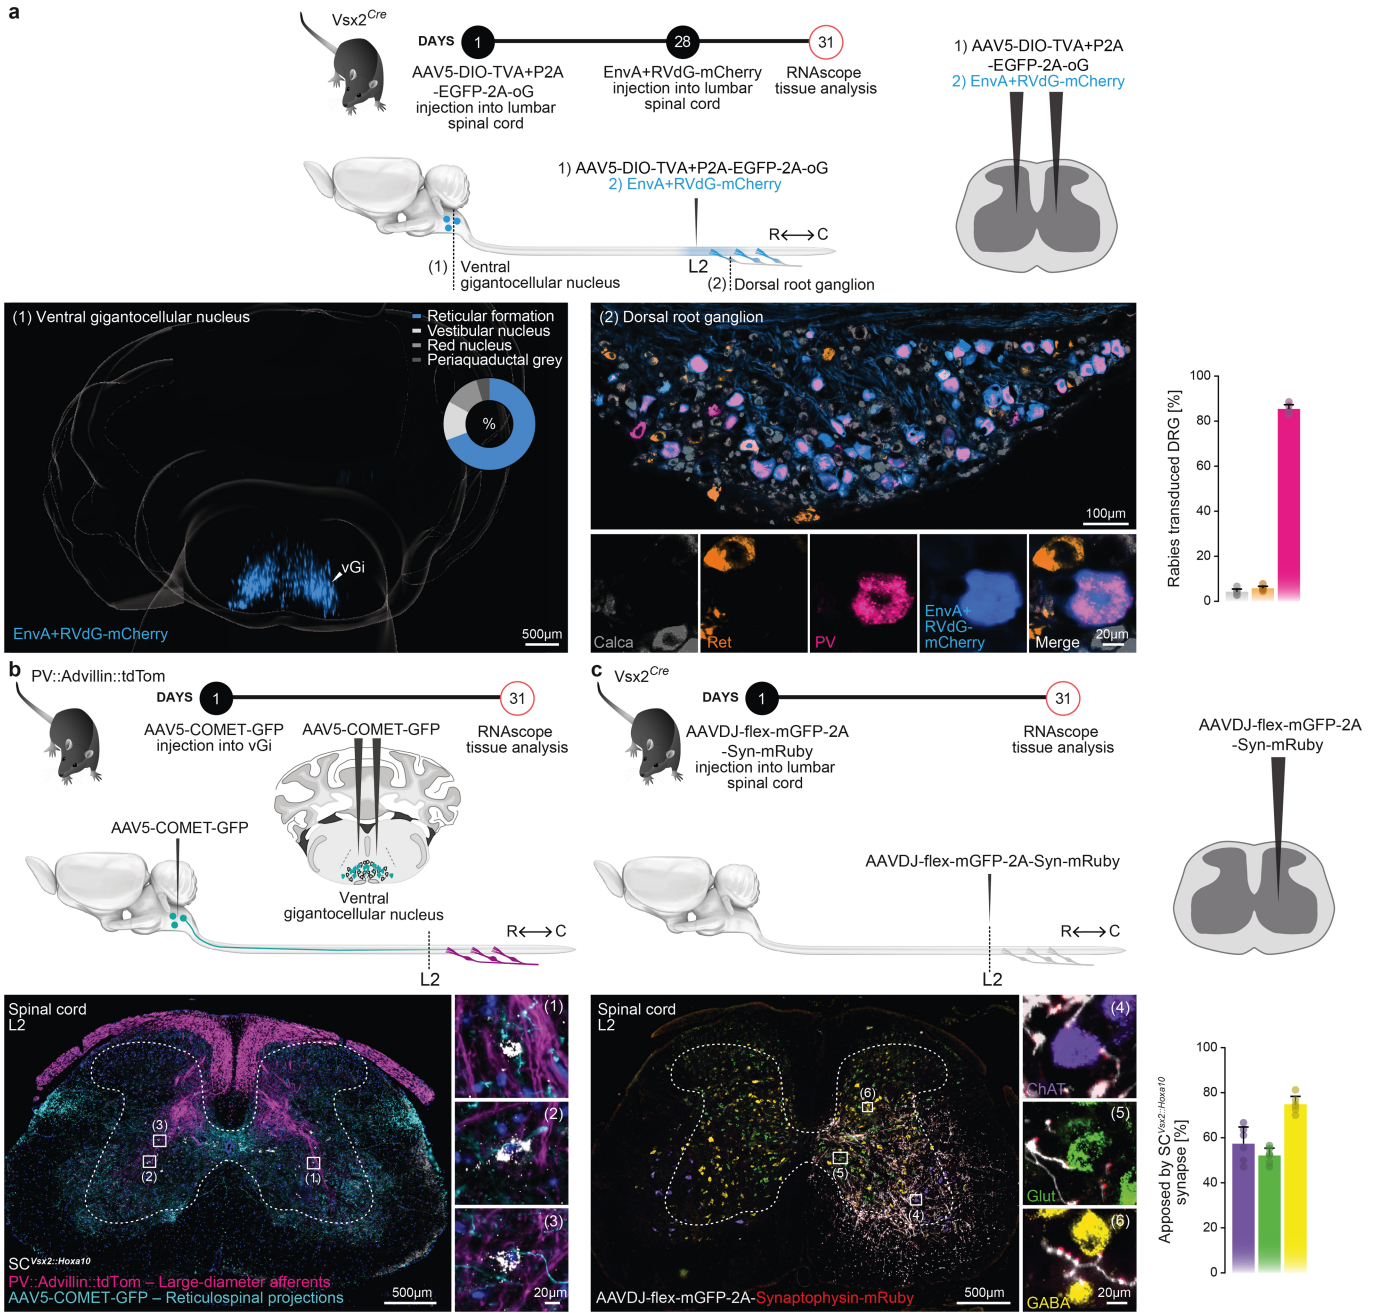 a
Vsx2Cre
DAYS
1
28
31
AAV5-DIO-TVA+P2A
-EGFP-2A-oG
injection into lumbar
spinal cord
EnvA+RVdG-mCherry
injection into lumbar
spinal cord
RNAscope
tissue analysis
1) AAV5-DIO-TVA+P2A
-EGFP-2A-oG
2) EnvA+RVdG-mCherry
1) AAV5-DIO-TVA+P2A-EGFP-2A-oG
2) EnvA+RVdG-mCherry
R↔C
L2
(1) Ventral
gigantocellular nucleus
(2) Dorsal root ganglion
(1) Ventral gigantocellular nucleus
Reticular formation
Vestibular nucleus
Red nucleus
Periaquaductal grey
%
vGi
EnvA+RVdG-mCherry
500µm
(2) Dorsal root ganglion
100µm
Calca
Ret
PV
EnvA+
RVdG-
mCherry
Merge
20µm
Rabies transduced DRG [%]
100
80
60
40
20
0
b
PV::Advillin::tdTom
DAYS
1
31
AAV5-COMET-GFP
injection into vGi
AAV5-COMET-GFP
RNAscope
tissue analysis
AAV5-COMET-GFP
Ventral
gigantocellular nucleus
R↔C
L2
Spinal cord
L2
(3)
(2)
(1)
SCVsx2::Hoxa10
PV::Advillin::tdTom – Large-diameter afferents
AAV5-COMET-GFP – Reticulospinal projections
500µm
(1)
(2)
(3)
20µm
c
Vsx2Cre
DAYS
1
31
AAVDJ-flex-mGFP-2A
-Syn-mRuby
injection into lumbar
spinal cord
RNAscope
tissue analysis
AAVDJ-flex-mGFP-2A
-Syn-mRuby
AAVDJ-flex-mGFP-2A-Syn-mRuby
R↔C
L2
Spinal cord
L2
(6)
(5)
(4)
AAVDJ-flex-mGFP-2A-Synaptophysin-mRuby
500µm
(4)
ChAT
(5)
Glut
(6)
GABA
20µm
Apposed by SCVsx2::Hoxa10
synapse [%]
100
80
60
40
20
0